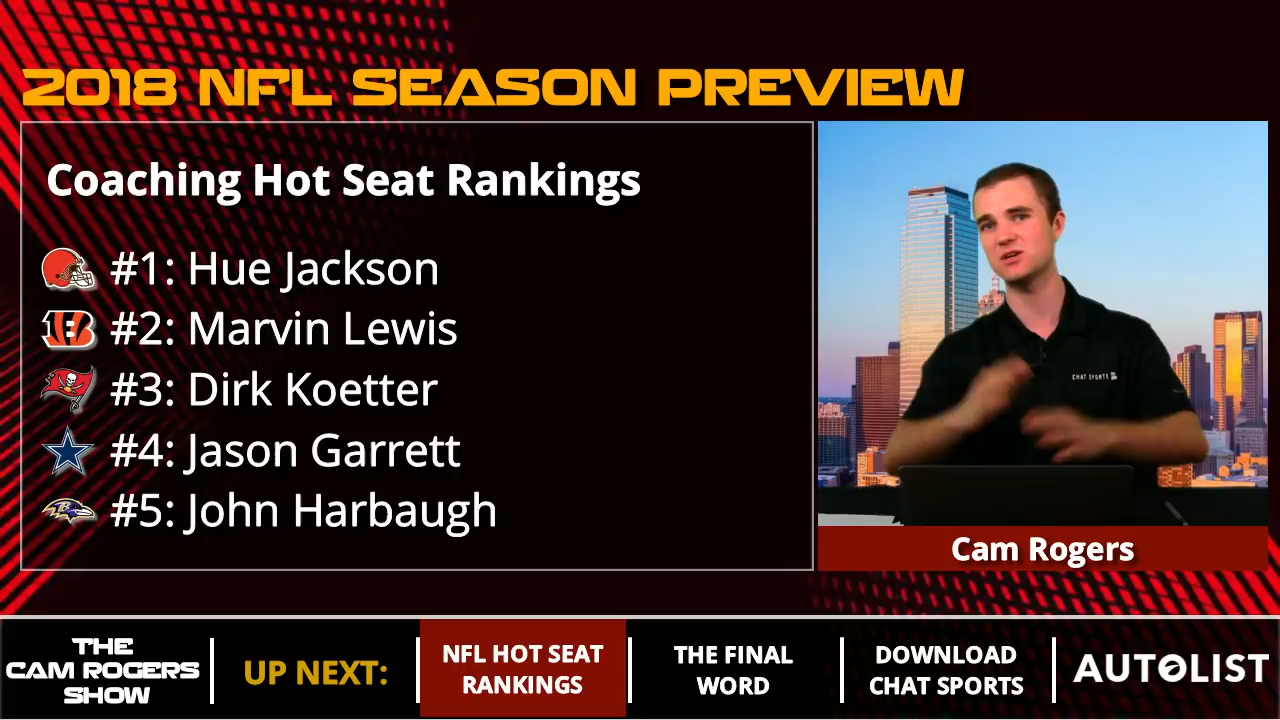 2018 NFL SEASON PREVIEW
Coaching Hot Seat Rankings
#1: Hue Jackson
#2: Marvin Lewis
#3: Dirk Koetter
#4: Jason Garrett
#5: John Harbaugh
CHAT SPORTS
Cam Rogers
THE
CAM ROGERS
SHOW
UP NEXT:
NFL HOT SEAT
RANKINGS
THE FINAL
WORD
DOWNLOAD
CHAT SPORTS
AUTOLIST